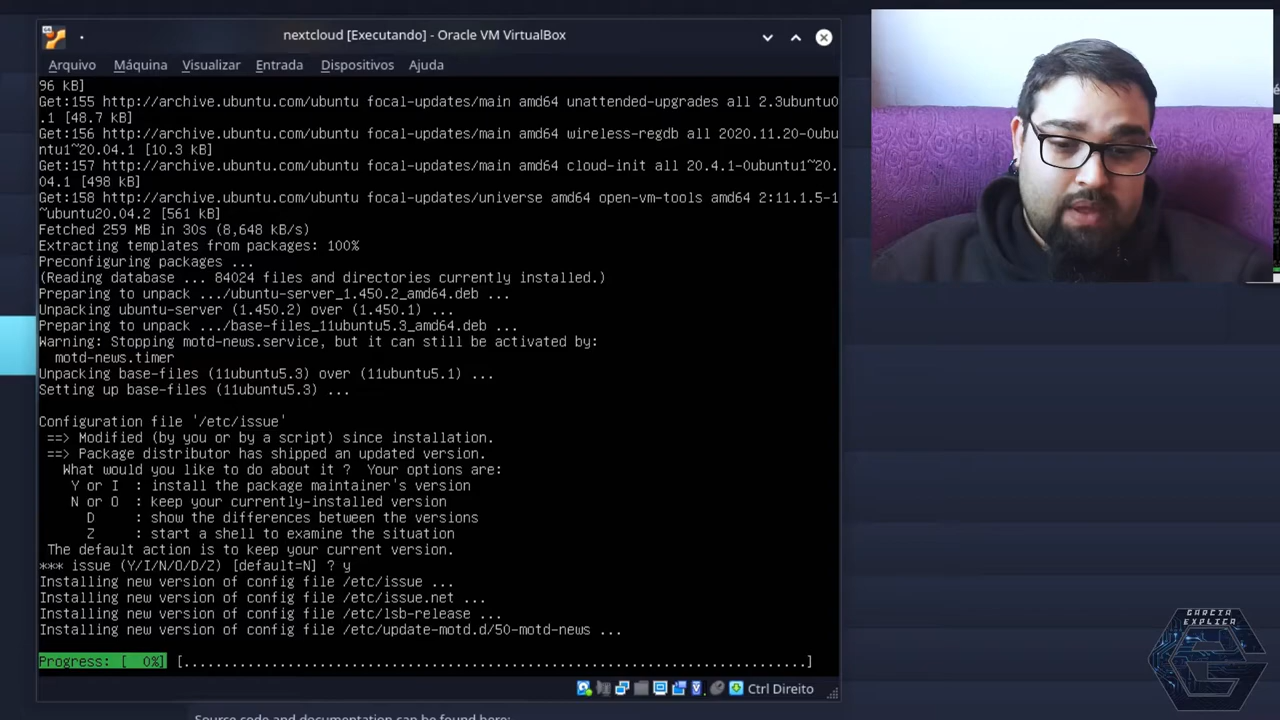 nextcloud [Executando] - Oracle VM VirtualBox
Arquivo Máquina Visualizar Entrada Dispositivos Ajuda
96 kB]
Get:155 http://archive.ubuntu.com/ubuntu focal-updates/main amd64 unattended-upgrades all 2.3ubuntu0
.1 [48.7 kB]
Get:156 http://archive.ubuntu.com/ubuntu focal-updates/main amd64 wireless-regdb all 2020.11.20-0ubu
ntu1~20.04.1 [10.3 kB]
Get:157 http://archive.ubuntu.com/ubuntu focal-updates/main amd64 cloud-init all 20.4.1-0ubuntu1~20.
04.1 [498 kB]
Get:158 http://archive.ubuntu.com/ubuntu focal-updates/universe amd64 open-vm-tools amd64 2:11.1.5-1
~ubuntu20.04.2 [561 kB]
Fetched 259 MB in 30s (8,648 kB/s)
Extracting templates from packages: 100%
Preconfiguring packages ...
(Reading database ... 84024 files and directories currently installed.)
Preparing to unpack .../ubuntu-server_1.450.2_amd64.deb ...
Unpacking ubuntu-server (1.450.2) over (1.450.1) ...
Preparing to unpack .../base-files_11ubuntu5.3_amd64.deb ...
Warning: Stopping motd-news.service, but it can still be activated by:
motd-news.timer
Unpacking base-files (11ubuntu5.3) over (11ubuntu5.1) ...
Setting up base-files (11ubuntu5.3) ...
Configuration file '/etc/issue'
==> Modified (by you or by a script) since installation.
==> Package distributor has shipped an updated version.
What would you like to do about it ? Your options are:
Y or I : install the package maintainer's version
N or O : keep your currently-installed version
D : show the differences between the versions
Z : start a shell to examine the situation
The default action is to keep your current version.
*** issue (Y/I/N/O/D/Z) [default=N] ? y
Installing new version of config file /etc/issue ...
Installing new version of config file /etc/issue.net ...
Installing new version of config file /etc/lsb-release ...
Installing new version of config file /etc/update-motd.d/50-motd-news ...
Progress: [ 0%] [..............................................................................]
Ctrl Direito
Source code and documentation can be found here:
GARCIA
EXPLICA